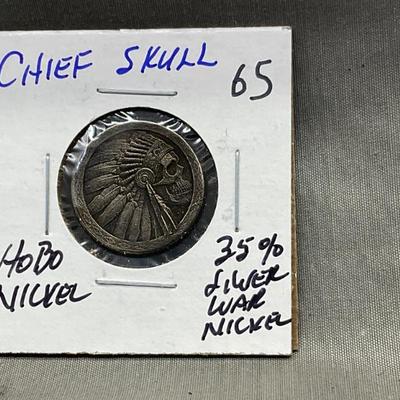 CHIEF SKULL
65
HOBO
NICKEL
35%
SILVER
WAR
NICKEL